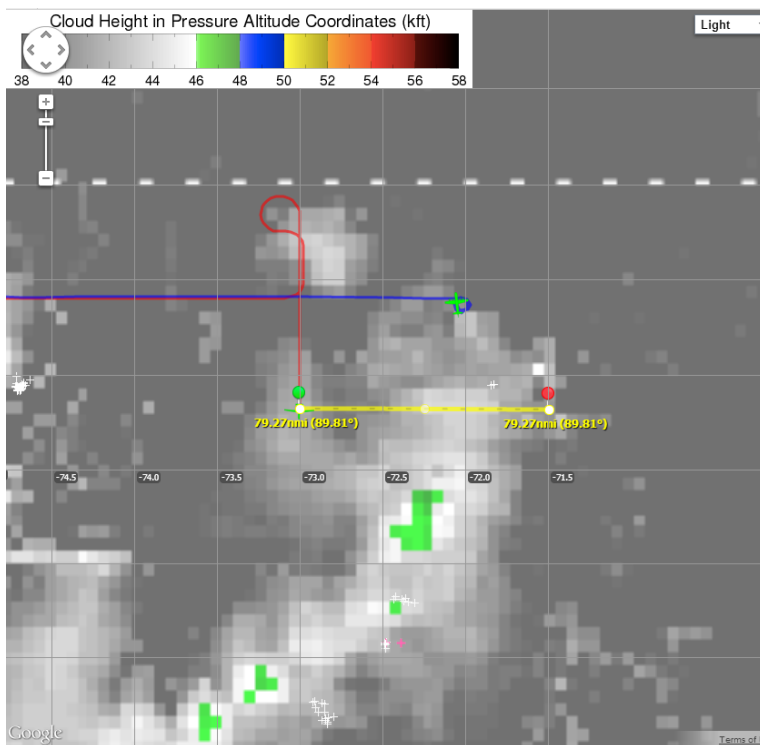 Cloud Height in Pressure Altitude Coordinates (kft)
Light
38 40 42 44 46 48 50 52 54 56 58
79.27nmi (89.81°) 79.27nmi (89.81°)
-74.5 -74.0 -73.5 -73.0 -72.5 -72.0 -71.5
Google
Terms of